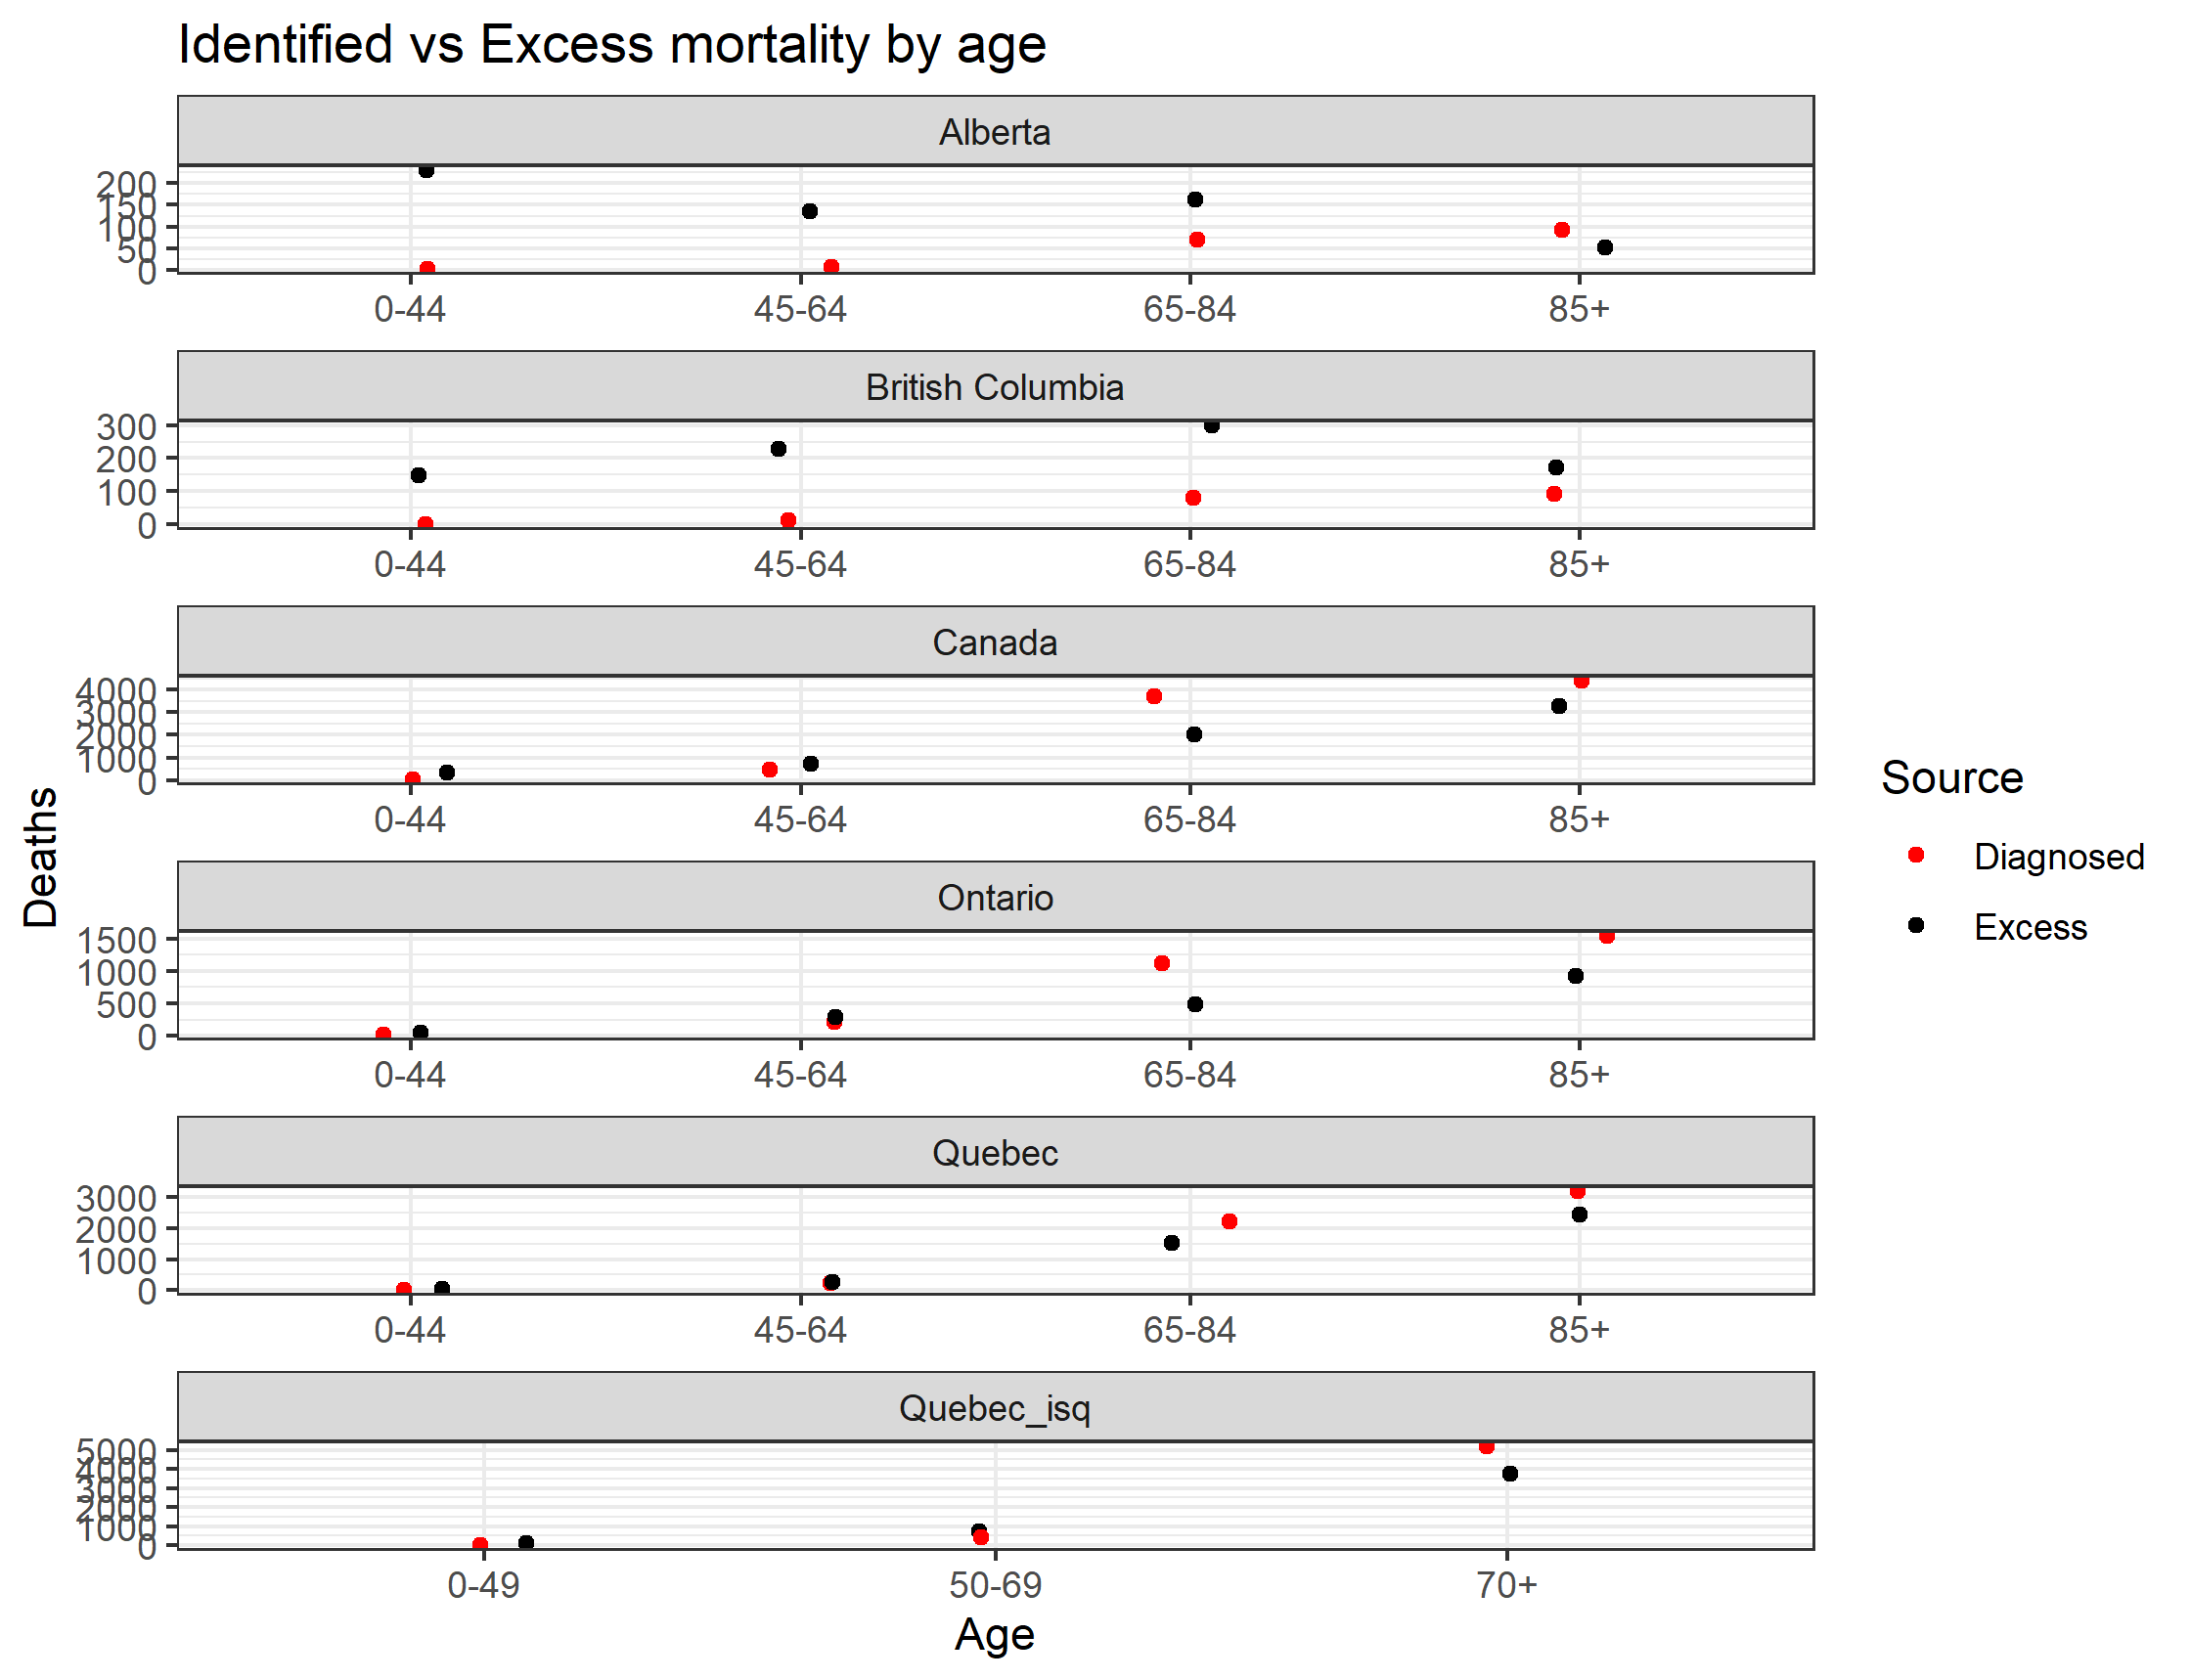 Identified vs Excess mortality by age
Alberta
200
150
100
50
0
0-44 45-64 65-84 85+
British Columbia
300
200
100
0
0-44 45-64 65-84 85+
Canada
4000
3000
2000
1000
0
0-44 45-64 65-84 85+
Ontario
1500
1000
500
0
0-44 45-64 65-84 85+
Quebec
3000
2000
1000
0
0-44 45-64 65-84 85+
Quebec_isq
5000
4000
3000
2000
1000
0
0-49 50-69 70+
Age
Deaths
Source
Diagnosed
Excess